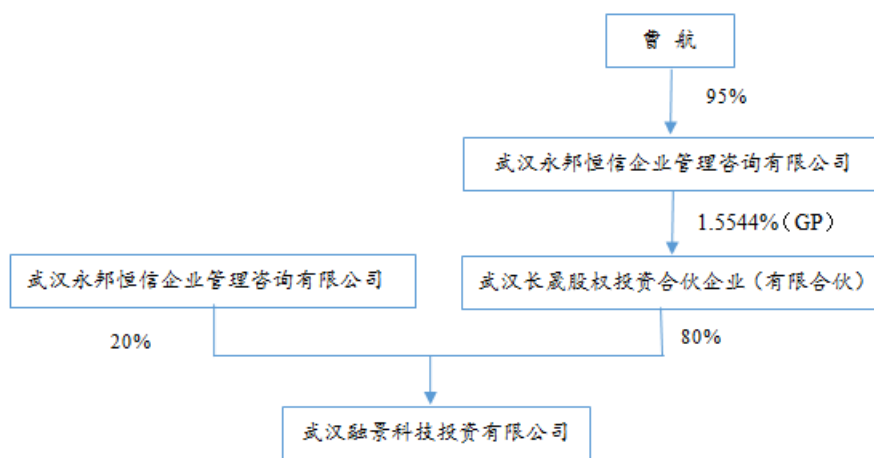 曹 航
95%
武汉永邦恒信企业管理咨询有限公司
1.5544%（GP）
武汉永邦恒信企业管理咨询有限公司
武汉长晟股权投资合伙企业（有限合伙）
20%
80%
武汉融景科技投资有限公司